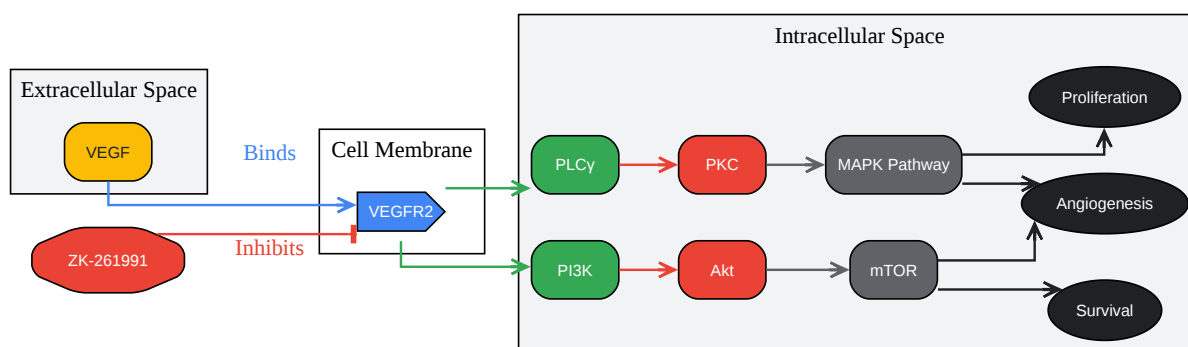 Intracellular Space
Extracellular Space
Proliferation
VEGF
Binds
Cell Membrane
PLCγ
PKC
MAPK Pathway
VEGFR2
Angiogenesis
Inhibits
ZK-261991
PI3K
Akt
mTOR
Survival